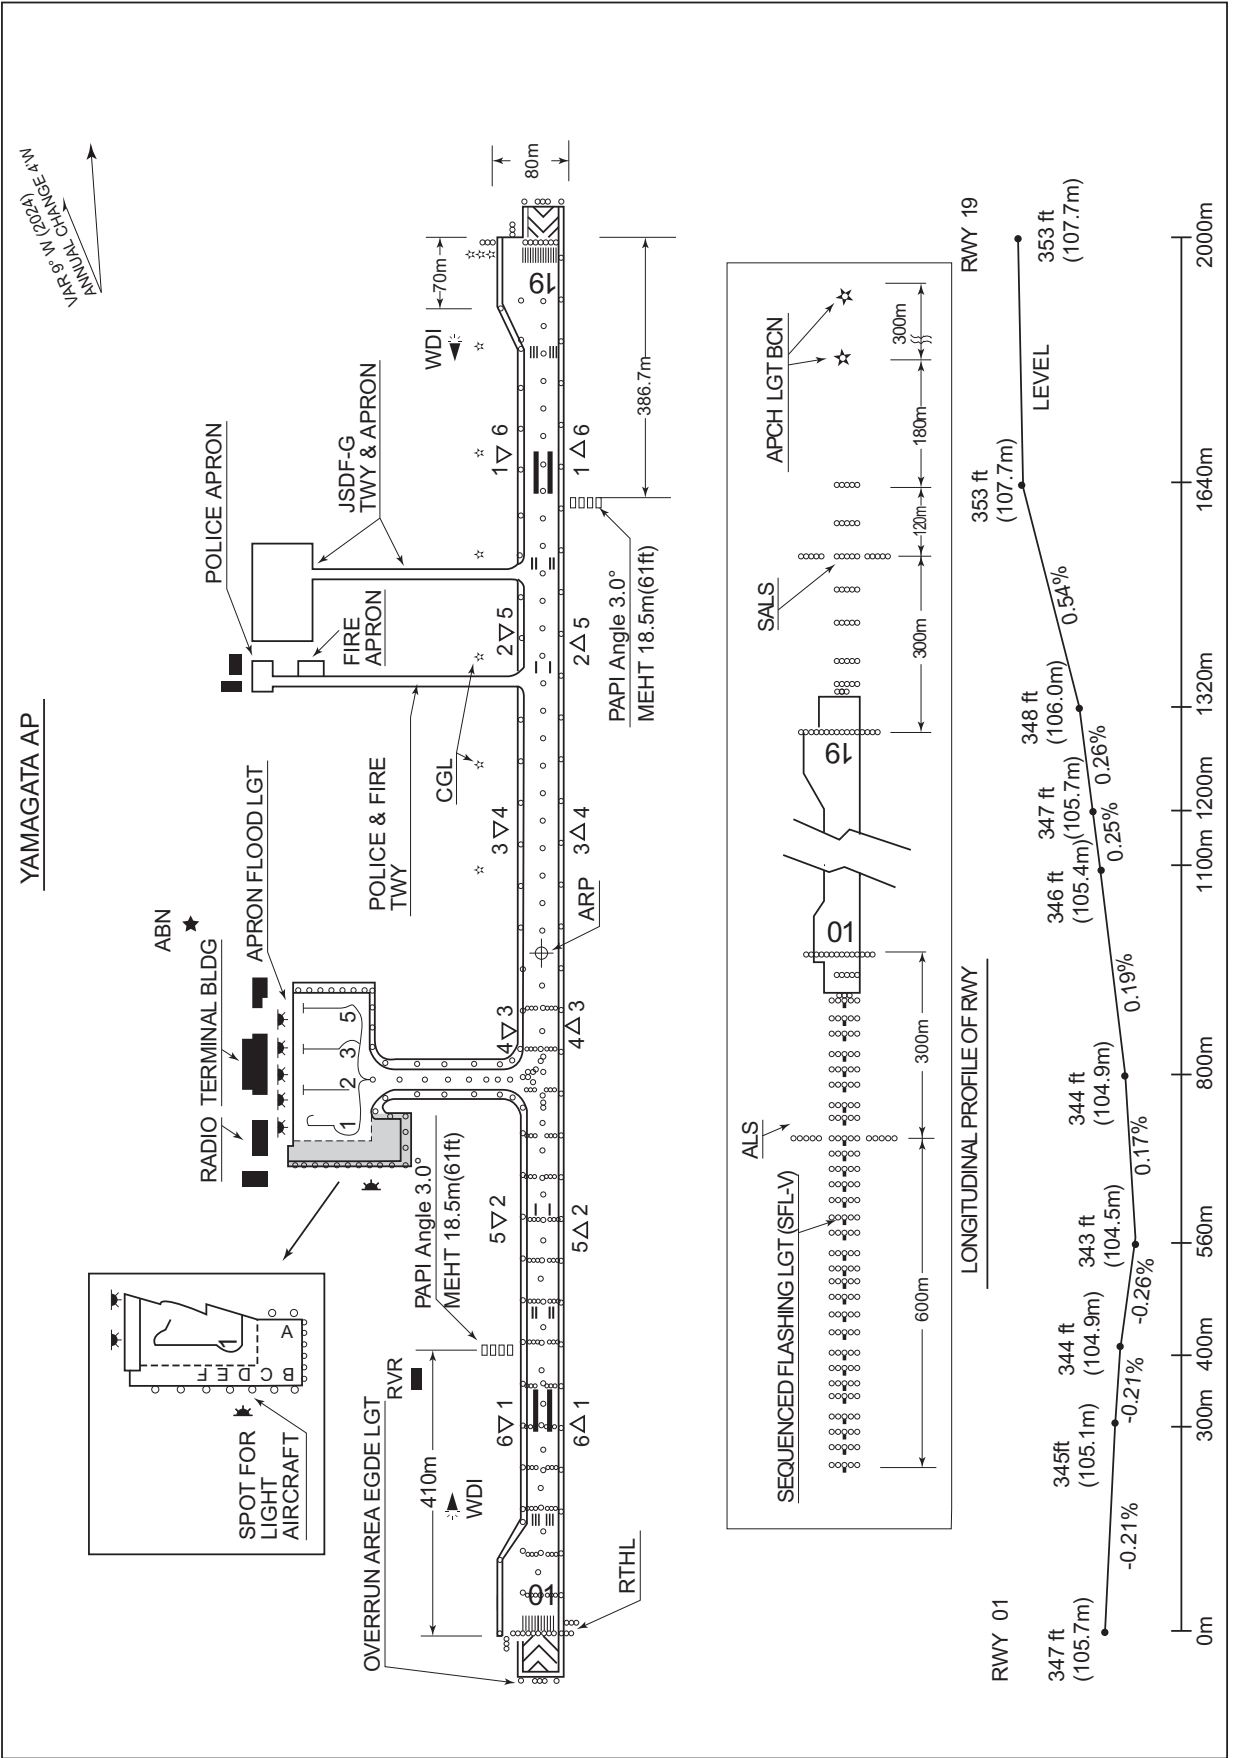 YAMAGATA AP
VAR 9° W (2024)
ANNUAL CHANGE 4'W
ABN
RADIO
TERMINAL BLDG
APRON FLOOD LGT
POLICE APRON
FIRE
APRON
JSDF-G
TWY & APRON
POLICE & FIRE
TWY
CGL
WDI
70m
80m
1
2
3
5
SPOT FOR
LIGHT
AIRCRAFT
1
A
B
C
D
E
F
OVERRUN AREA EGDE LGT
RVR
410m
WDI
PAPI Angle 3.0°
MEHT 18.5m(61ft)
6 1
5 2
4 3
3 4
2 5
1 6
01
19
6 1
5 2
4 3
3 4
2 5
1 6
RTHL
ARP
PAPI Angle 3.0°
MEHT 18.5m(61ft)
386.7m
SEQUENCED FLASHING LGT (SFL-V)
ALS
SALS
APCH LGT BCN
01
19
600m
300m
300m
120m
180m
300m
LONGITUDINAL PROFILE OF RWY
RWY 01
RWY 19
347 ft
(105.7m)
345ft
(105.1m)
344 ft
(104.9m)
343 ft
(104.5m)
344 ft
(104.9m)
346 ft
(105.4m)
347 ft
(105.7m)
348 ft
(106.0m)
353 ft
(107.7m)
353 ft
(107.7m)
-0.21%
-0.21%
-0.26%
0.17%
0.19%
0.25%
0.26%
0.54%
LEVEL
0m
300m
400m
560m
800m
1100m
1200m
1320m
1640m
2000m